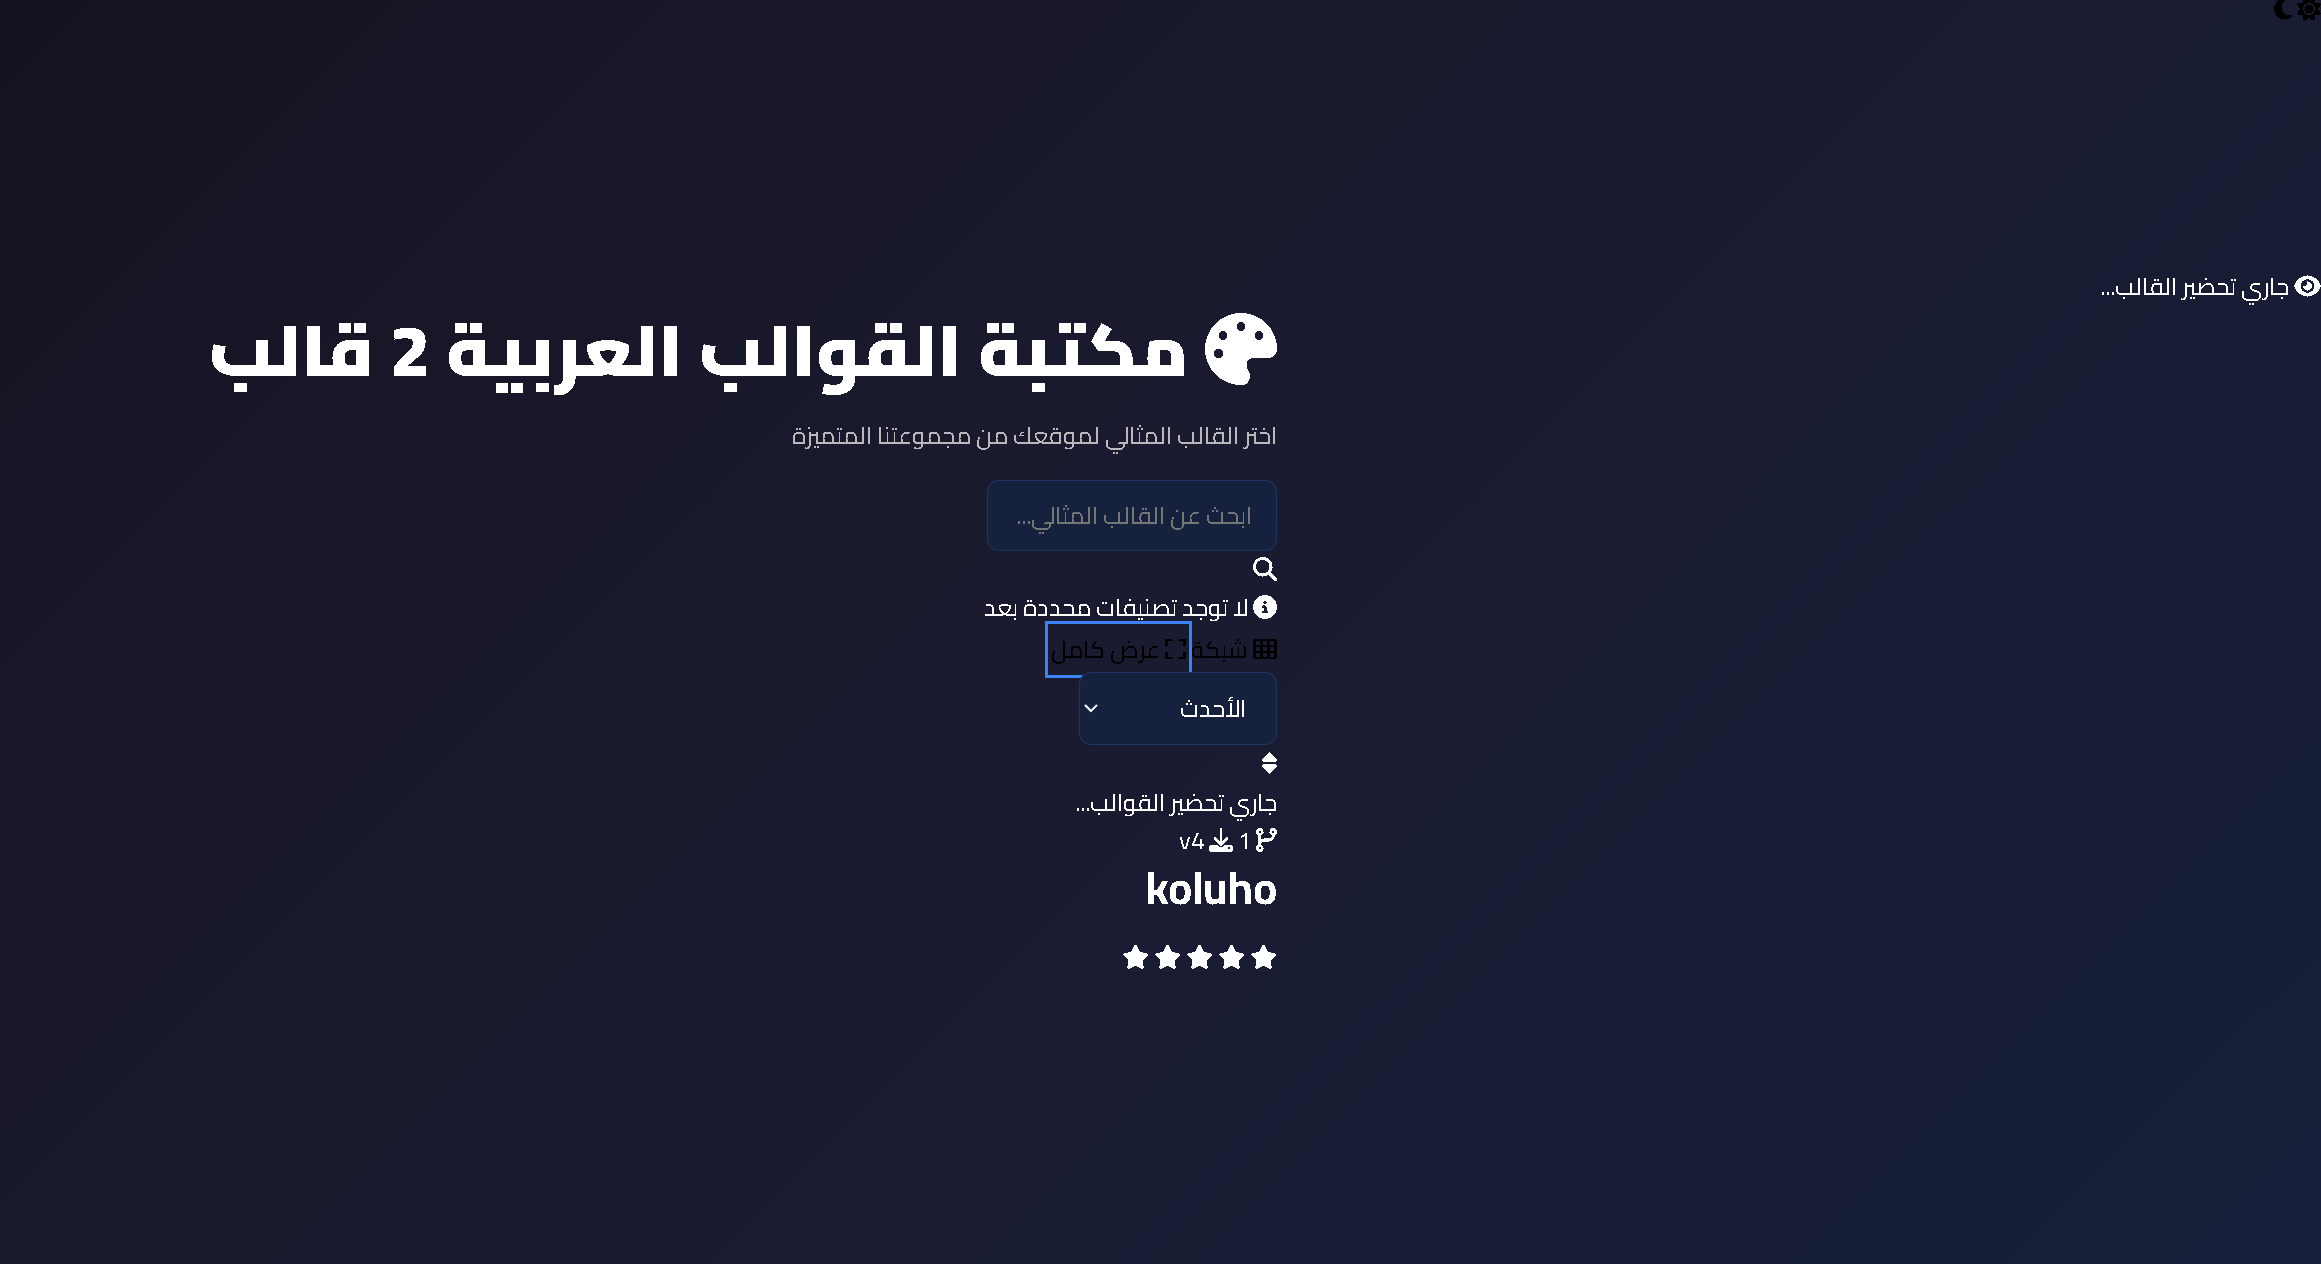 جاري تحضير القالب...
مكتبة القوالب العربية 2 قالب
اختر القالب المثالي لموقعك من مجموعتنا المتميزة
ابحث عن القالب المثالي...
لا توجد تصنيفات محددة بعد
شبكة عرض كامل
الأحدث
جاري تحضير القوالب...
1 v4
koluho